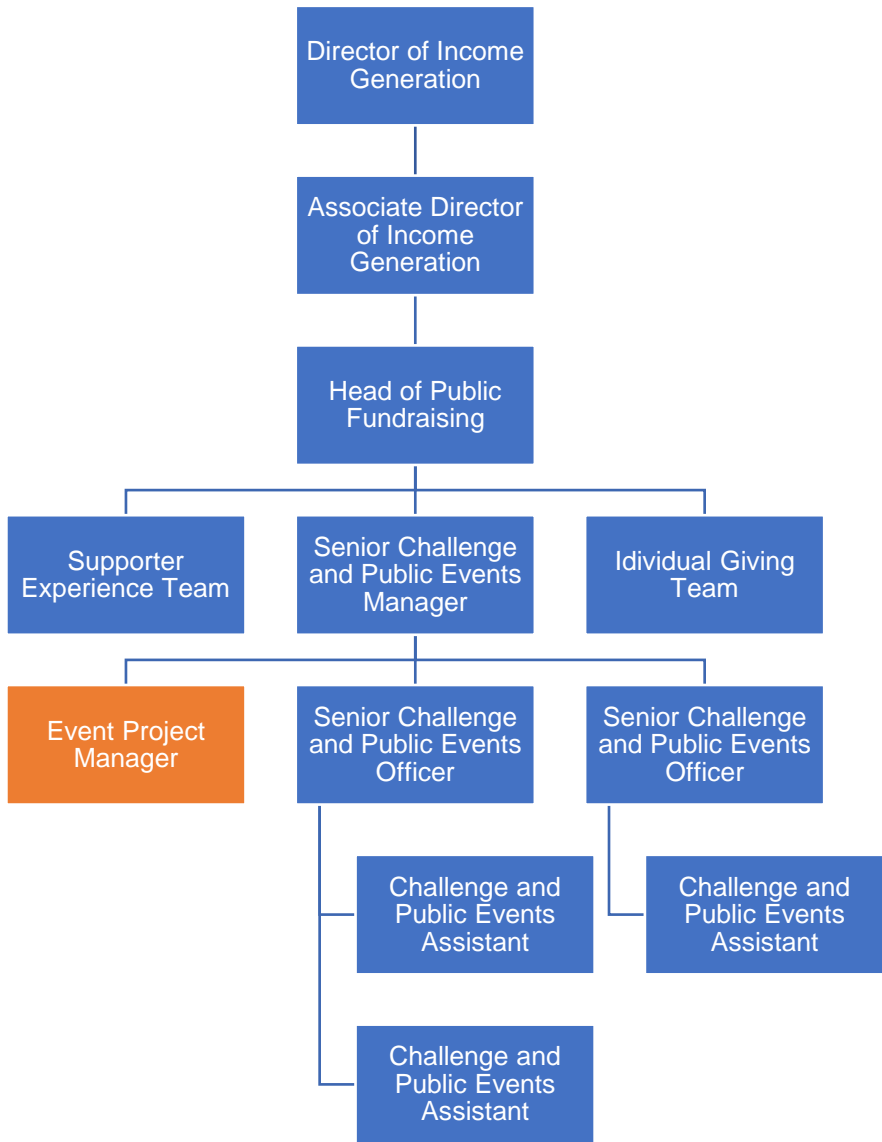 Director of Income
Generation
Associate Director
of Income
Generation
Head of Public
Fundraising
Supporter
Experience Team
Senior Challenge
and Public Events
Manager
Idividual Giving
Team
Event Project
Manager
Senior Challenge
and Public Events
Officer
Senior Challenge
and Public Events
Officer
Challenge and
Public Events
Assistant
Challenge and
Public Events
Assistant
Challenge and
Public Events
Assistant